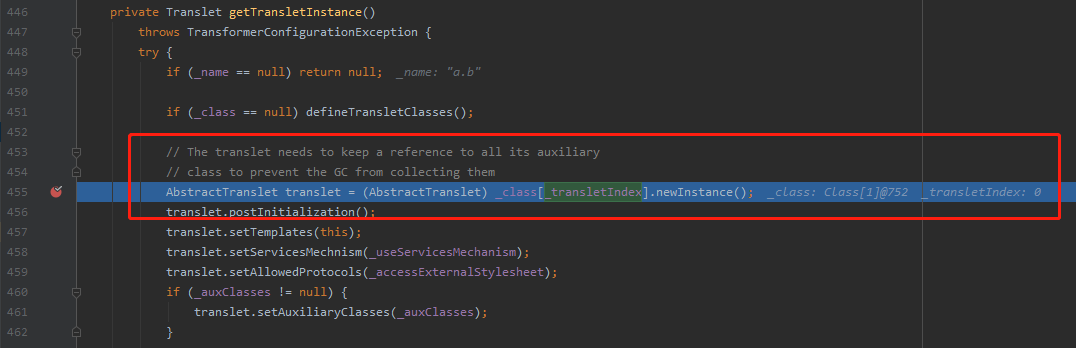 446 private Translet getTransletInstance()
447 throws TransformerConfigurationException {
448 try {
449 if (_name == null) return null; _name: "a.b"
450
451 if (_class == null) defineTransletClasses();
452
453 // The translet needs to keep a reference to all its auxiliary
454 // class to prevent the GC from collecting them
455 AbstractTranslet translet = (AbstractTranslet) _class[_transletIndex].newInstance(); _class: Class[1]@752 _transletIndex: 0
456 translet.postInitialization();
457 translet.setTemplates(this);
458 translet.setServicesMechnism(_useServicesMechanism);
459 translet.setAllowedProtocols(_accessExternalStylesheet);
460 if (_auxClasses != null) {
461 translet.setAuxiliaryClasses(_auxClasses);
462 }